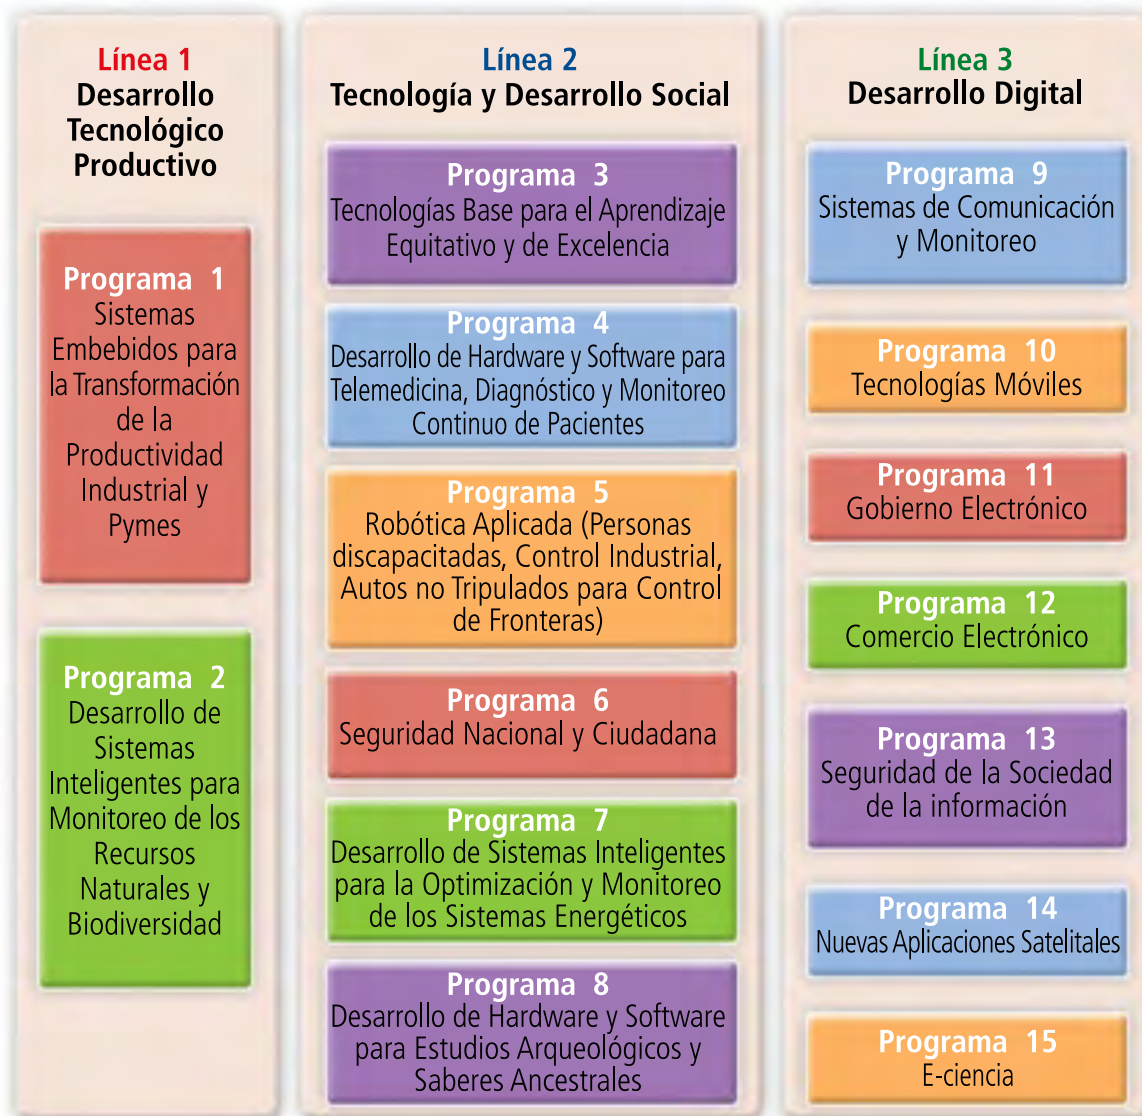 Línea 1
Desarrollo
Tecnológico
Productivo
Programa 1
Sistemas
Embebidos para
la Transformación
de la
Productividad
Industrial y
Pymes
Programa 2
Desarrollo de
Sistemas
Inteligentes para
Monitoreo de los
Recursos
Naturales y
Biodiversidad
Línea 2
Tecnología y Desarrollo Social
Programa 3
Tecnologías Base para el Aprendizaje
Equitativo y de Excelencia
Programa 4
Desarrollo de Hardware y Software para
Telemedicina, Diagnóstico y Monitoreo
Continuo de Pacientes
Programa 5
Robótica Aplicada (Personas
discapacitadas, Control Industrial,
Autos no Tripulados para Control
de Fronteras)
Programa 6
Seguridad Nacional y Ciudadana
Programa 7
Desarrollo de Sistemas Inteligentes
para la Optimización y Monitoreo
de los Sistemas Energéticos
Programa 8
Desarrollo de Hardware y Software
para Estudios Arqueológicos y
Saberes Ancestrales
Línea 3
Desarrollo Digital
Programa 9
Sistemas de Comunicación
y Monitoreo
Programa 10
Tecnologías Móviles
Programa 11
Gobierno Electrónico
Programa 12
Comercio Electrónico
Programa 13
Seguridad de la Sociedad
de la información
Programa 14
Nuevas Aplicaciones Satelitales
Programa 15
E-ciencia